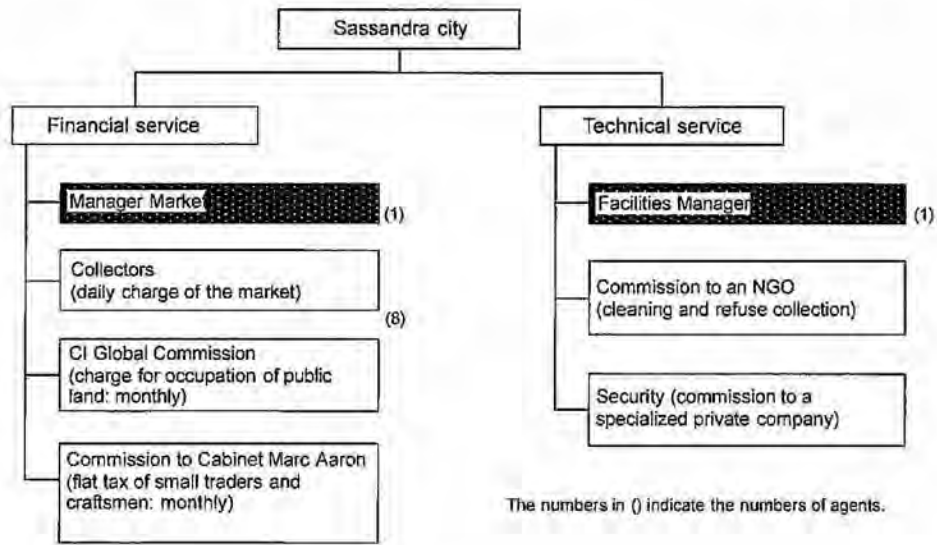 Sassandra city
Financial service
Manager Market
(1)
Collectors
(daily charge of the market)
(8)
CI Global Commission
(charge for occupation of public
land: monthly)
Commission to Cabinet Marc Aaron
(flat tax of small traders and
craftsmen: monthly)
Technical service
Facilities Manager
(1)
Commission to an NGO
(cleaning and refuse collection)
Security (commission to a
specialized private company)
The numbers in () indicate the numbers of agents.